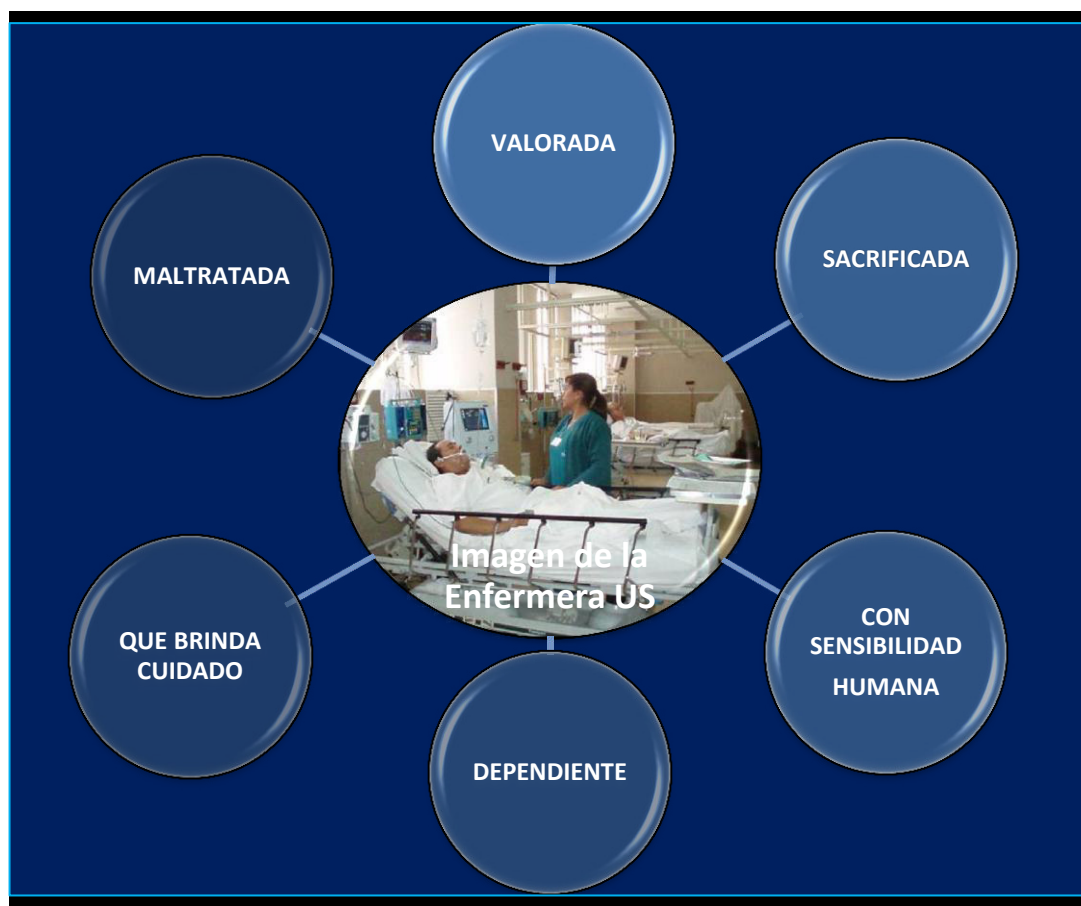 VALORADA
SACRIFICADA
CON
SENSIBILIDAD
HUMANA
DEPENDIENTE
QUE BRINDA
CUIDADO
MALTRATADA
Imagen de la
Enfermera US